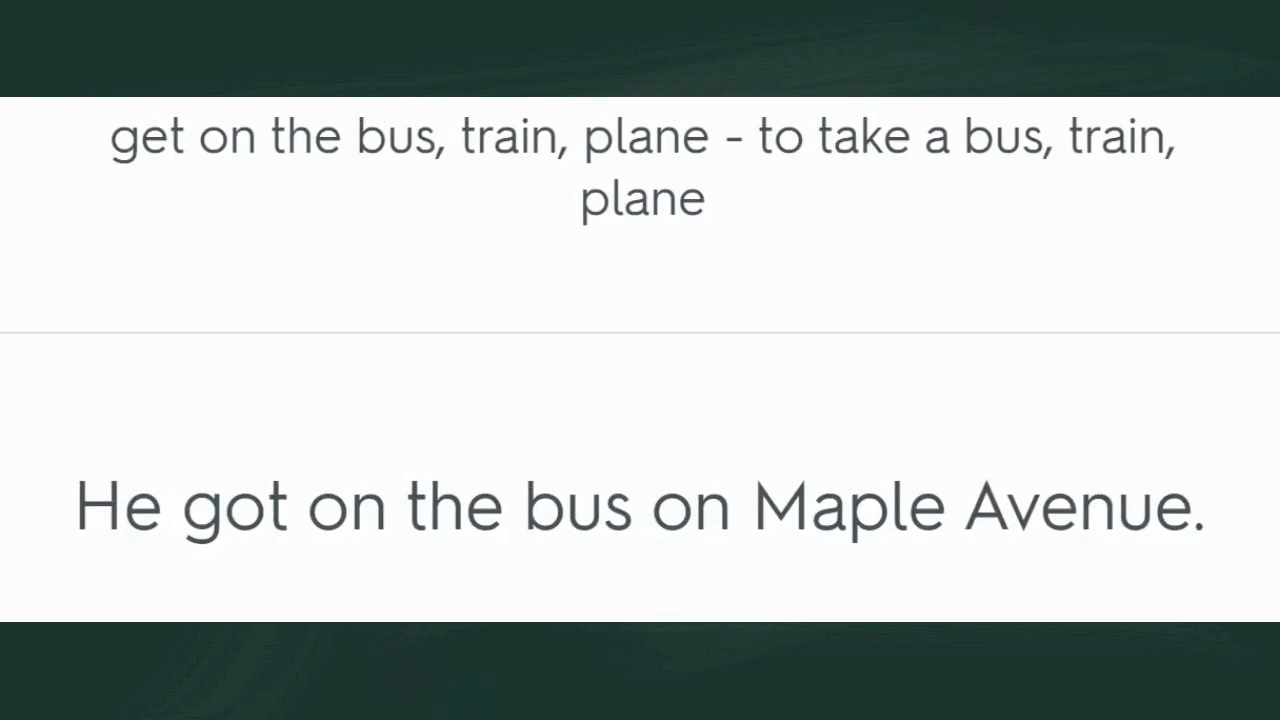 get on the bus, train, plane - to take a bus, train,
plane
He got on the bus on Maple Avenue.